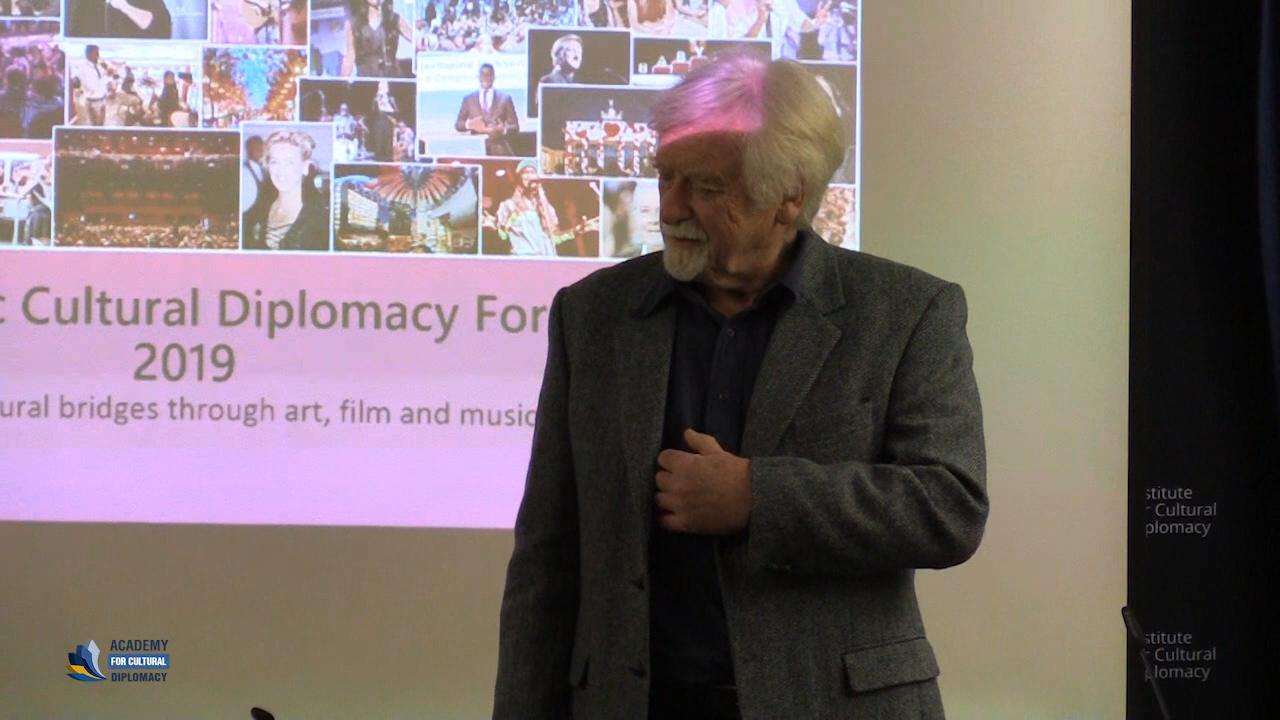 c Cultural Diplomacy For
2019
ural bridges through art, film and music
ACADEMY
FOR CULTURAL
DIPLOMACY
stitute
r Cultural
plomacy
stitute
r Cultural
plomacy